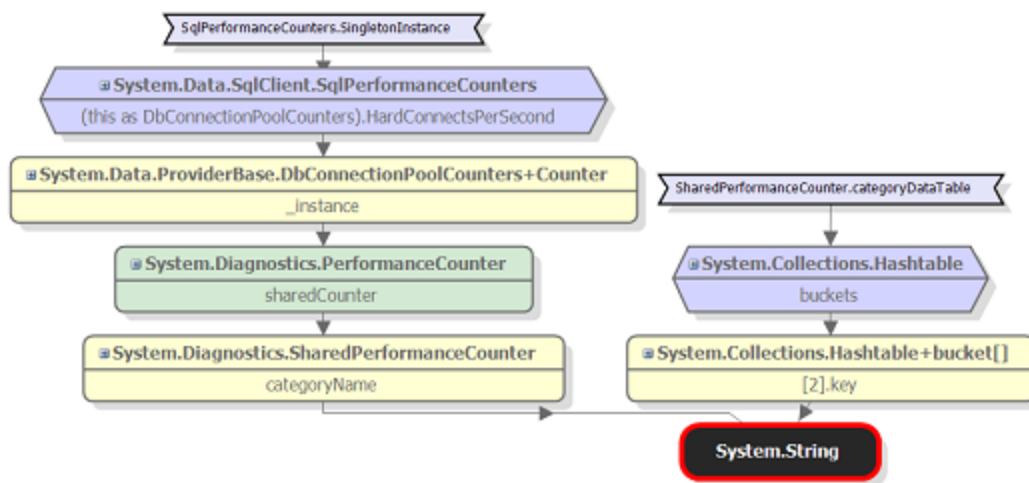 SqlPerformanceCounters.SingletonInstance
System.Data.SqlClient.SqlPerformanceCounters
(this as DbConnectionPoolCounters).HardConnectsPerSecond
System.Data.ProviderBase.DbConnectionPoolCounters+Counter
_instance
System.Diagnostics.PerformanceCounter
sharedCounter
System.Diagnostics.SharedPerformanceCounter
categoryName
SharedPerformanceCounter.categoryDataTable
System.Collections.Hashtable
buckets
System.Collections.Hashtable+bucket[]
[2].key
System.String